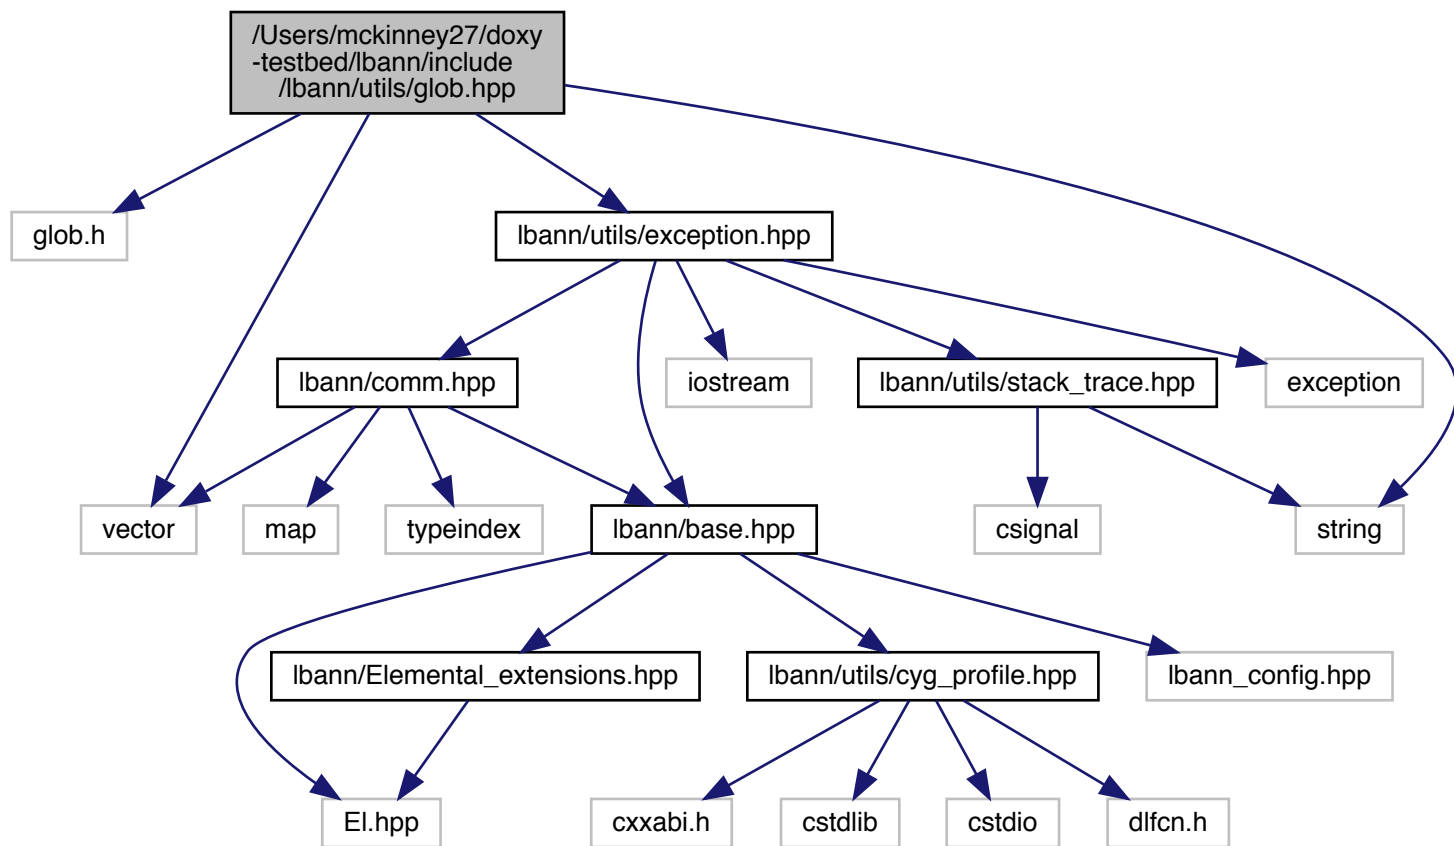 /Users/mckinney27/doxy
-testbed/lbann/include
/lbann/utils/glob.hpp
glob.h
lbann/utils/exception.hpp
lbann/comm.hpp
iostream
lbann/utils/stack_trace.hpp
exception
vector
map
typeindex
lbann/base.hpp
csignal
string
lbann/Elemental_extensions.hpp
lbann/utils/cyg_profile.hpp
lbann_config.hpp
El.hpp
cxxabi.h
cstdlib
cstdio
dlfcn.h